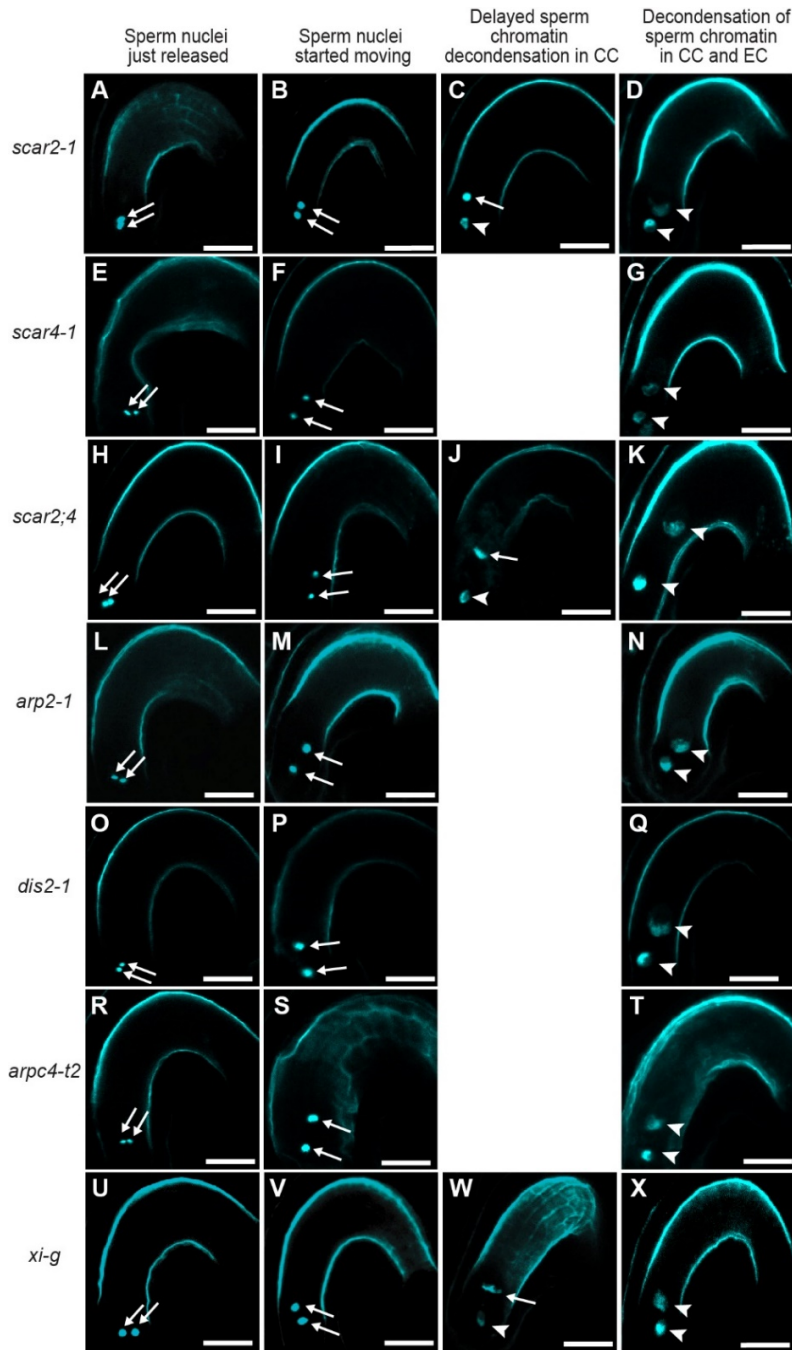 Sperm nuclei
just released
Sperm nuclei
started moving
Delayed sperm
chromatin
decondensation in CC
Decondensation of
sperm chromatin
in CC and EC
scar2-1
A
B
C
D
scar4-1
E
F
G
scar2;4
H
I
J
K
arp2-1
L
M
N
dis2-1
O
P
Q
arpc4-t2
R
S
T
xi-g
U
V
W
X